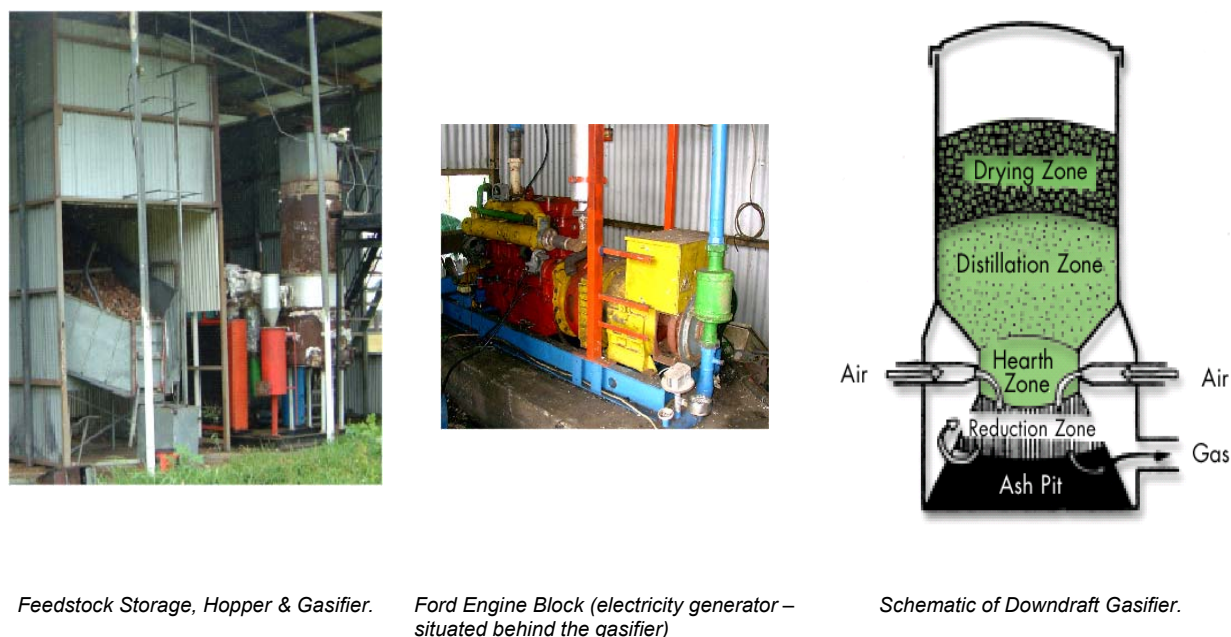 Drying Zone
Distillation Zone
Hearth
Zone
Air
Air
Reduction Zone
Gas
Ash Pit
Feedstock Storage, Hopper & Gasifier.
Ford Engine Block (electricity generator –
situated behind the gasifier)
Schematic of Downdraft Gasifier.